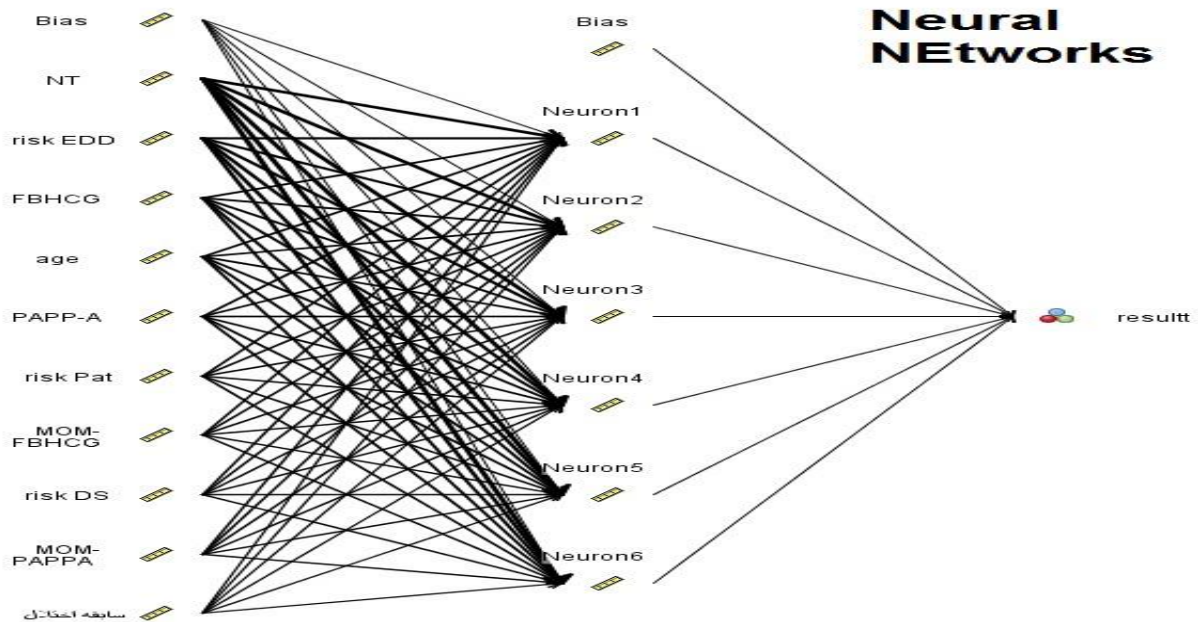 Neural
NEtworks
Bias
NT
risk EDD
FBHCG
age
PAPP-A
risk Pat
MOM-
FBHCG
risk DS
MOM-
PAPPA
سابقه اختلال
Bias
Neuron1
Neuron2
Neuron3
Neuron4
Neuron5
Neuron6
resultt